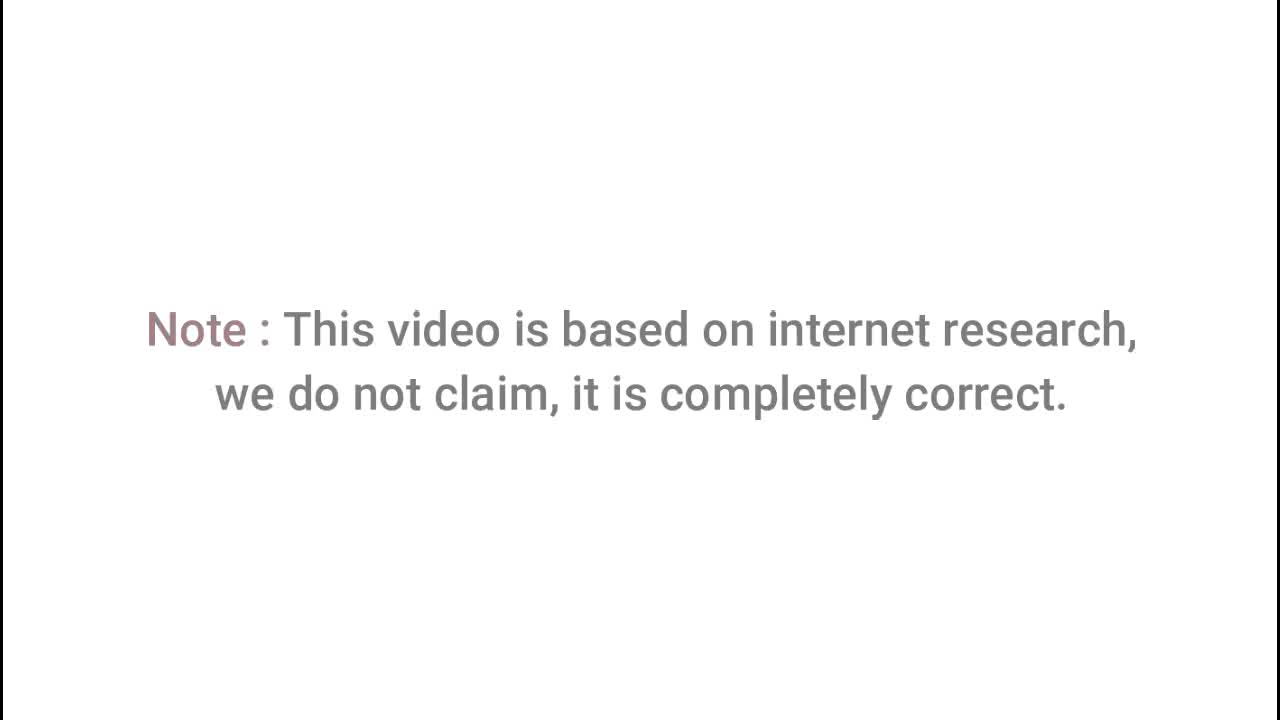 Note : This video is based on internet research,
we do not claim, it is completely correct.